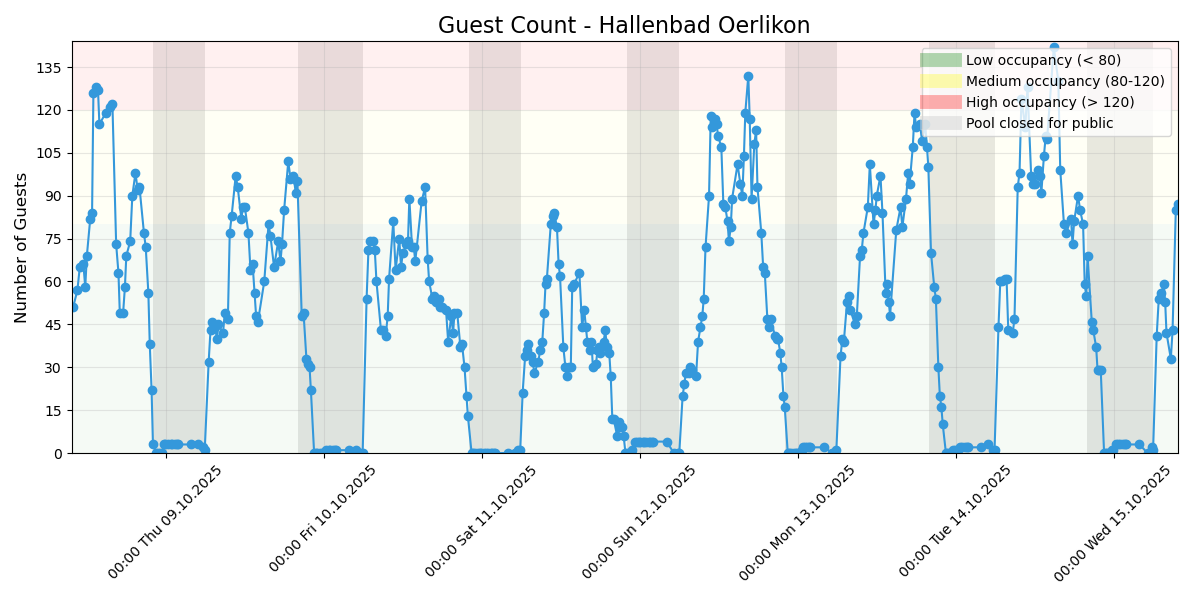 Guest Count - Hallenbad Oerlikon
Number of Guests
135
120
105
90
75
60
45
30
15
0
Low occupancy (< 80)
Medium occupancy (80-120)
High occupancy (> 120)
Pool closed for public
00:00 Thu 09.10.2025
00:00 Fri 10.10.2025
00:00 Sat 11.10.2025
00:00 Sun 12.10.2025
00:00 Mon 13.10.2025
00:00 Tue 14.10.2025
00:00 Wed 15.10.2025